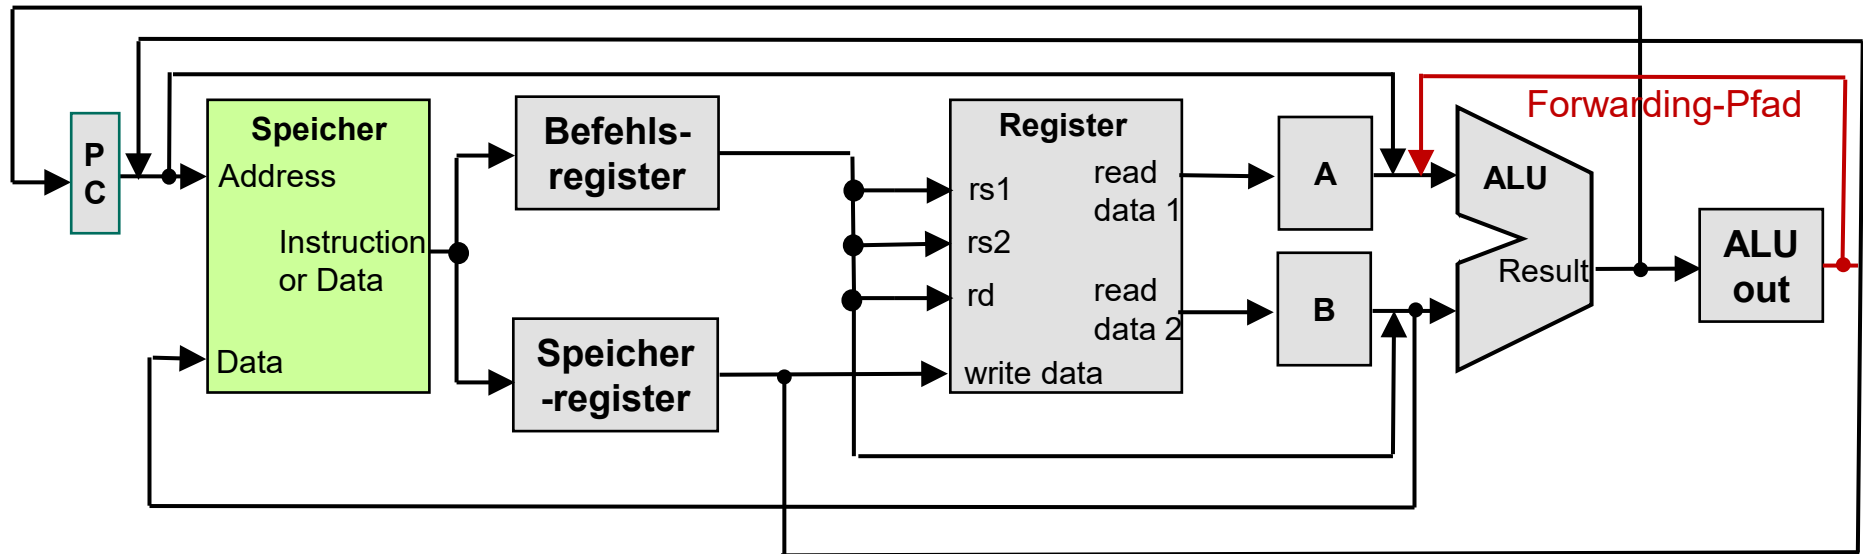 P
C
Speicher
Address
Instruction
or Data
Data
Befehls-
register
Speicher
-register
Register
rs1
rs2
rd
write data
read
data 1
read
data 2
A
B
Forwarding-Pfad
ALU
Result
ALU
out